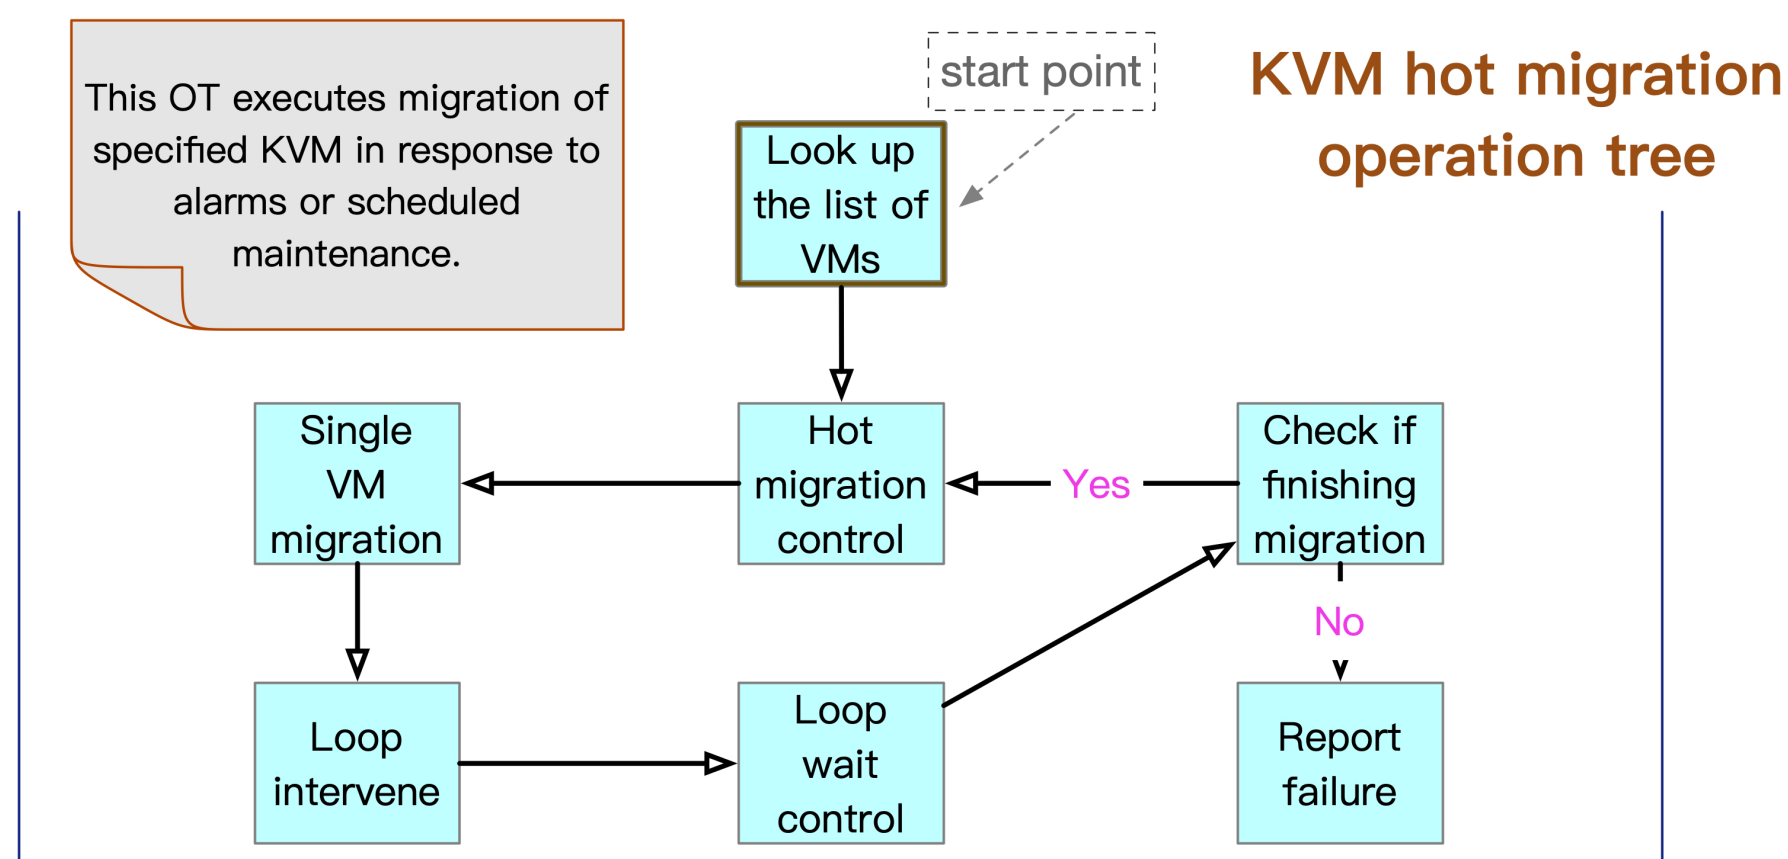 This OT executes migration of
specified KVM in response to
alarms or scheduled
maintenance.
start point
KVM hot migration
operation tree
Look up
the list of
VMs
Single
VM
migration
Hot
migration
control
Yes
Check if
finishing
migration
No
Loop
intervene
Loop
wait
control
Report
failure